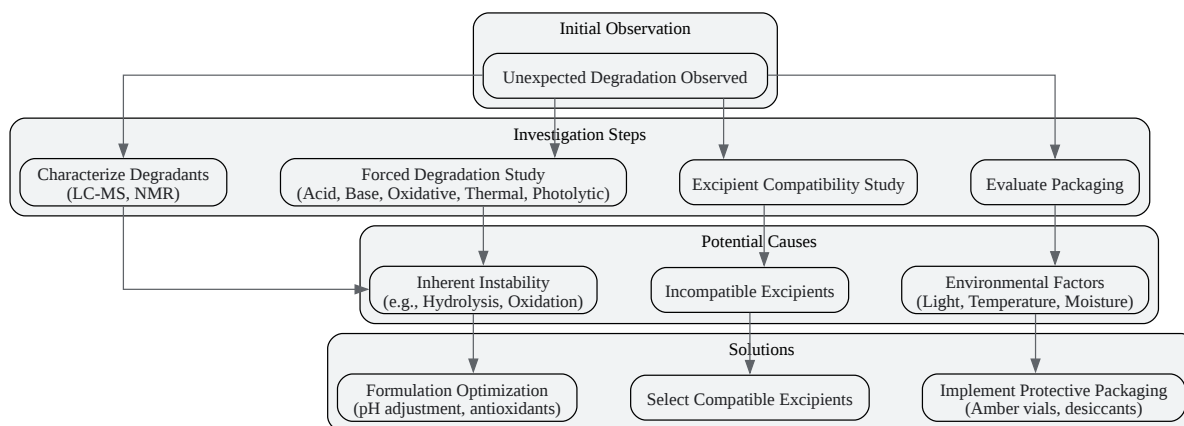 Initial Observation
Unexpected Degradation Observed
Investigation Steps
Characterize Degradants
(LC-MS, NMR)
Forced Degradation Study
(Acid, Base, Oxidative, Thermal, Photolytic)
Excipient Compatibility Study
Evaluate Packaging
Potential Causes
Inherent Instability
(e.g., Hydrolysis, Oxidation)
Incompatible Excipients
Environmental Factors
(Light, Temperature, Moisture)
Solutions
Formulation Optimization
(pH adjustment, antioxidants)
Select Compatible Excipients
Implement Protective Packaging
(Amber vials, desiccants)